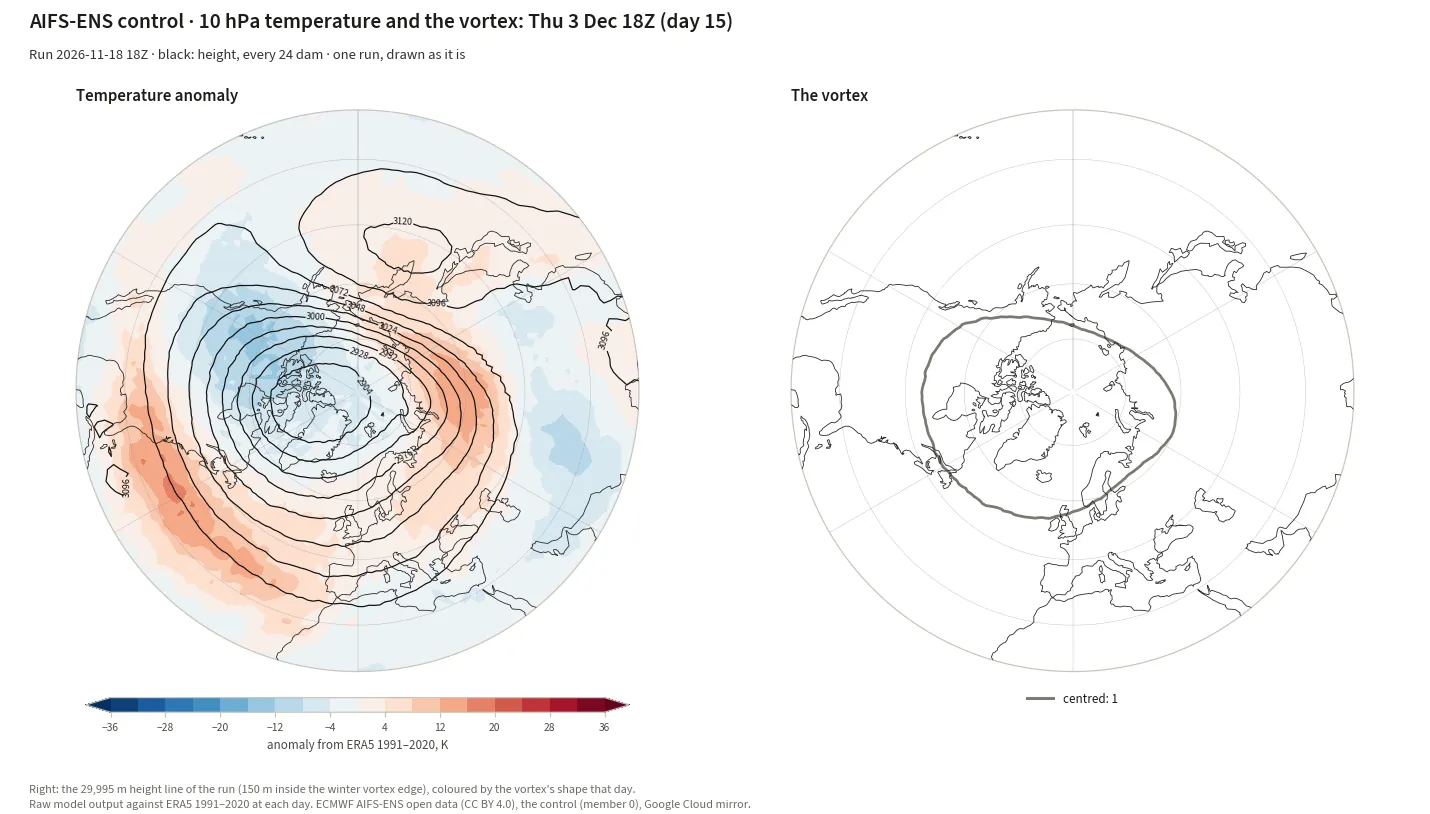 AIFS-ENS control · 10 hPa temperature and the vortex: Thu 3 Dec 18Z (day 15)
Run 2026-11-18 18Z · black: height, every 24 dam · one run, drawn as it is
Temperature anomaly
The vortex
3120
3072
3048
3096
3000
3024
3096
2928
2904
3096
−36 −28 −20 −12 −4 4 12 20 28 36
anomaly from ERA5 1991–2020, K
centred: 1
Right: the 29,995 m height line of the run (150 m inside the winter vortex edge), coloured by the vortex's shape that day.
Raw model output against ERA5 1991–2020 at each day. ECMWF AIFS-ENS open data (CC BY 4.0), the control (member 0), Google Cloud mirror.